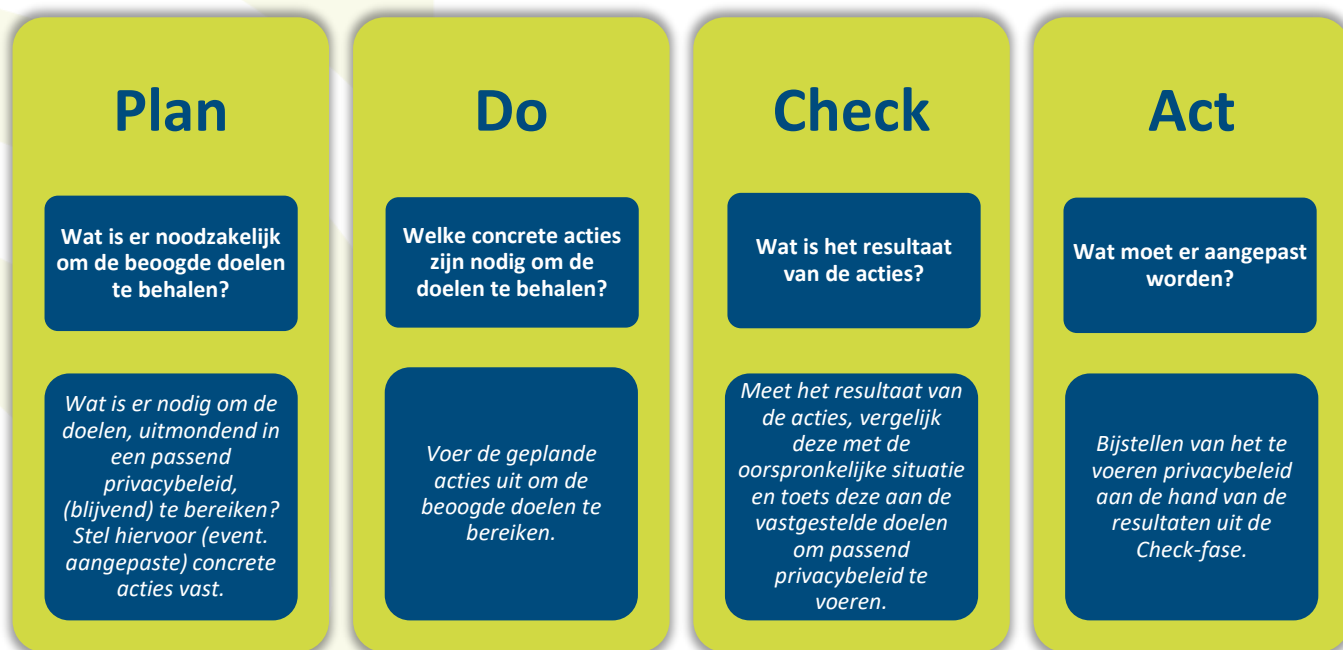 Plan
Wat is er noodzakelijk
om de beoogde doelen
te behalen?
Wat is er nodig om de
doelen, uitmondend in
een passend
privacybeleid,
(blijvend) te bereiken?
Stel hiervoor (event.
aangepaste) concrete
acties vast.
Do
Welke concrete acties
zijn nodig om de
doelen te behalen?
Voer de geplande
acties uit om de
beoogde doelen te
bereiken.
Check
Wat is het resultaat
van de acties?
Meet het resultaat van
de acties, vergelijk
deze met de
oorspronkelijke situatie
en toets deze aan de
vastgestelde doelen
om passend
privacybeleid te
voeren.
Act
Wat moet er aangepast
worden?
Bijstellen van het te
voeren privacybeleid
aan de hand van de
resultaten uit de
Check-fase.